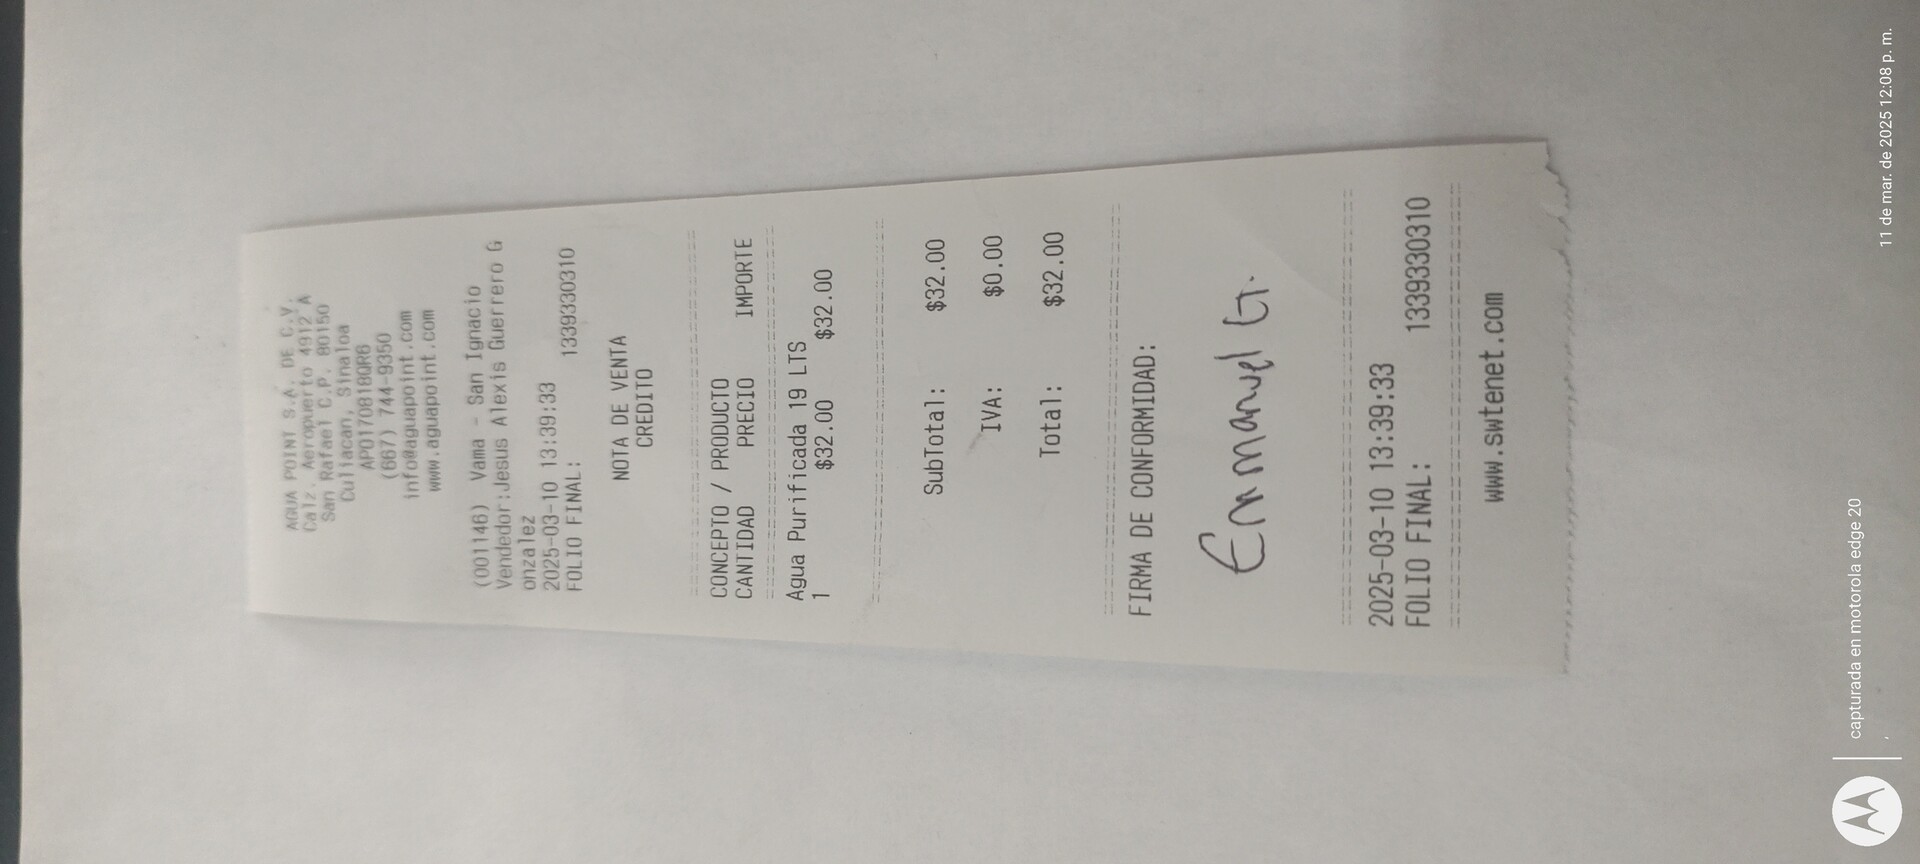 AGUA POINT S.A. DE C.V.
Calz. Aeropuerto 4912 A
San Rafael C.P. 80150
Culiacan, Sinaloa
APO170818QR6
(667) 744-9350
info@aguapoint.com
www.aguapoint.com
(001146) Vama - San Ignacio
Vendedor:Jesus Alexis Guerrero G
onzalez
2025-03-10 13:39:33
FOLIO FINAL: 1339330310
NOTA DE VENTA
CREDITO
CONCEPTO / PRODUCTO
CANTIDAD PRECIO IMPORTE
Agua Purificada 19 LTS
1 $32.00 $32.00
SubTotal: $32.00
IVA: $0.00
Total: $32.00
FIRMA DE CONFORMIDAD:
Emmanuel G.
2025-03-10 13:39:33
FOLIO FINAL: 1339330310
www.swtenet.com
capturada en motorola edge 20
,
11 de mar. de 2025 12:08 p. m.